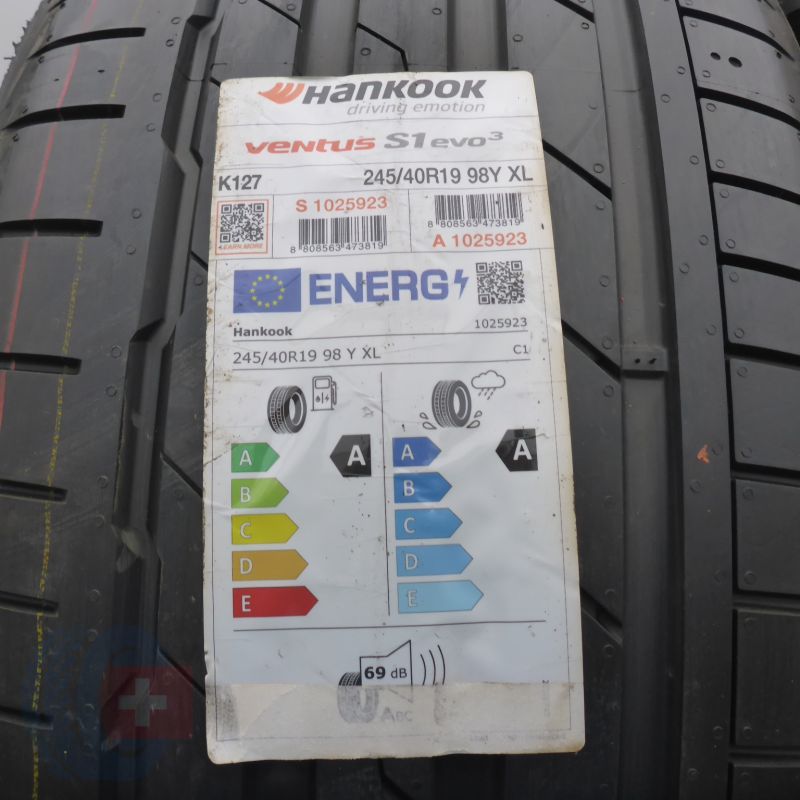 HANKOOK
driving emotion
VENTUS S1 evo³
K127 245/40R19 98Y XL
LEARN MORE
S 1025923
8 808563 473819
8 808563 473819
A 1025923
ENERG
Hankook 1025923
245/40R19 98 Y XL C1
A A
B
C
D
E
A A
B
C
D
E
69 dB
ABC